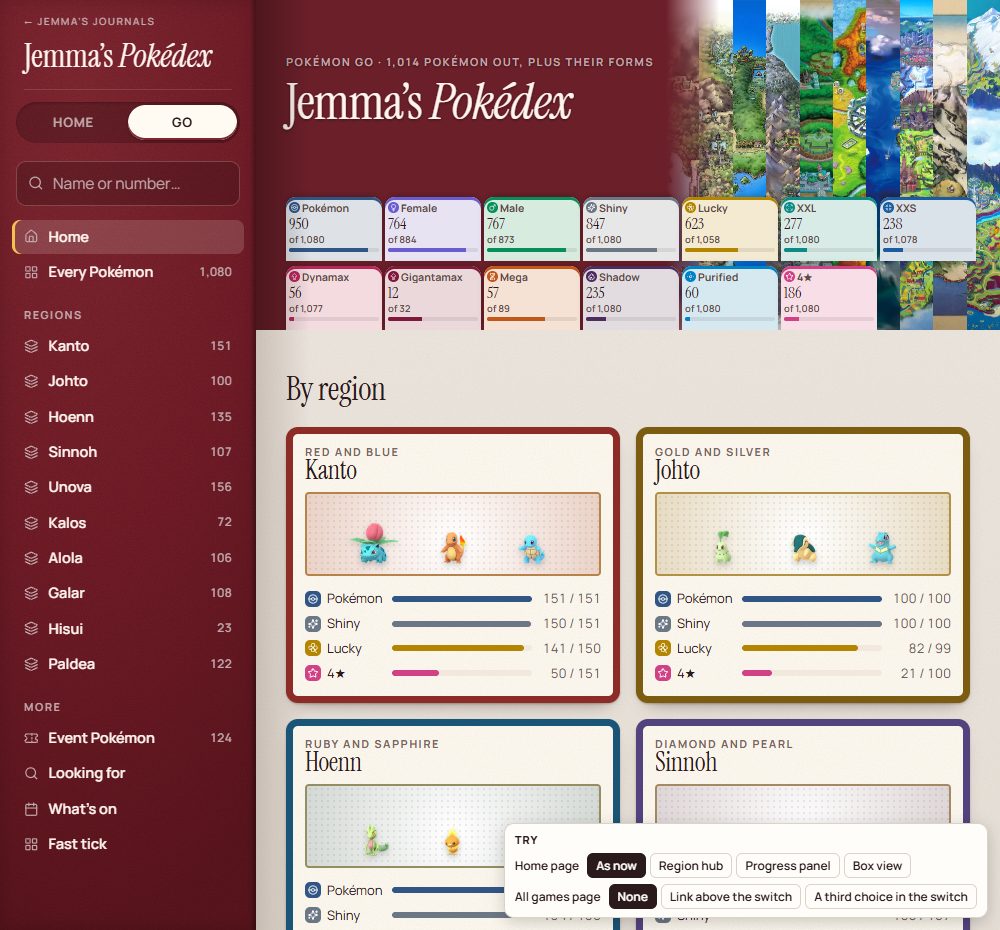 ← JEMMA'S JOURNALS
Jemma's Pokédex
HOME GO
Name or number...
Home
Every Pokémon 1,080
REGIONS
Kanto 151
Johto 100
Hoenn 135
Sinnoh 107
Unova 156
Kalos 72
Alola 106
Galar 108
Hisui 23
Paldea 122
MORE
Event Pokémon 124
Looking for
What's on
Fast tick
POKÉMON GO · 1,014 POKÉMON OUT, PLUS THEIR FORMS
Jemma's Pokédex
Pokémon Female Male Shiny Lucky XXL XXS
950 764 767 847 623 277 238
of 1,080 of 884 of 873 of 1,080 of 1,058 of 1,080 of 1,078
Dynamax Gigantamax Mega Shadow Purified 4★
56 12 57 235 60 186
of 1,077 of 32 of 89 of 1,080 of 1,080 of 1,080
By region
RED AND BLUE
Kanto
Pokémon 151 / 151
Shiny 150 / 151
Lucky 141 / 150
4★ 50 / 151
GOLD AND SILVER
Johto
Pokémon 100 / 100
Shiny 100 / 100
Lucky 82 / 99
4★ 21 / 100
RUBY AND SAPPHIRE
Hoenn
Pokémon
Shiny
DIAMOND AND PEARL
Sinnoh
TRY
Home page As now Region hub Progress panel Box view
All games page None Link above the switch A third choice in the switch